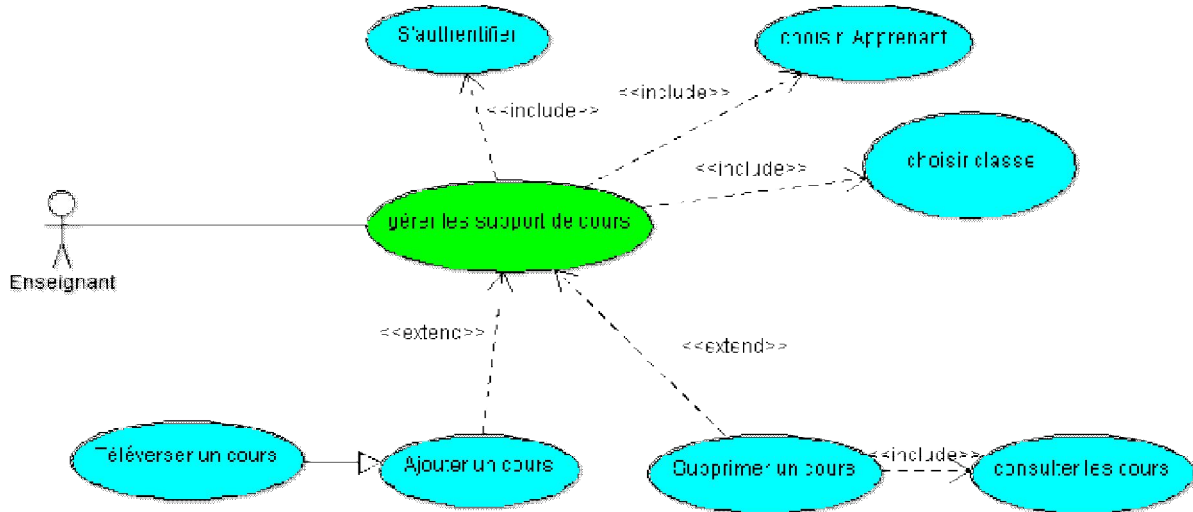 S'authentifier
choisir Apprenant
<<include>>
<<include>>
choisir classe
<<include>>
gérer les support de cours
Enseignant
<<extend>>
<<extend>>
Téléverser un cours
Ajouter un cours
Supprimer un cours
<<include>>
consulter les cours